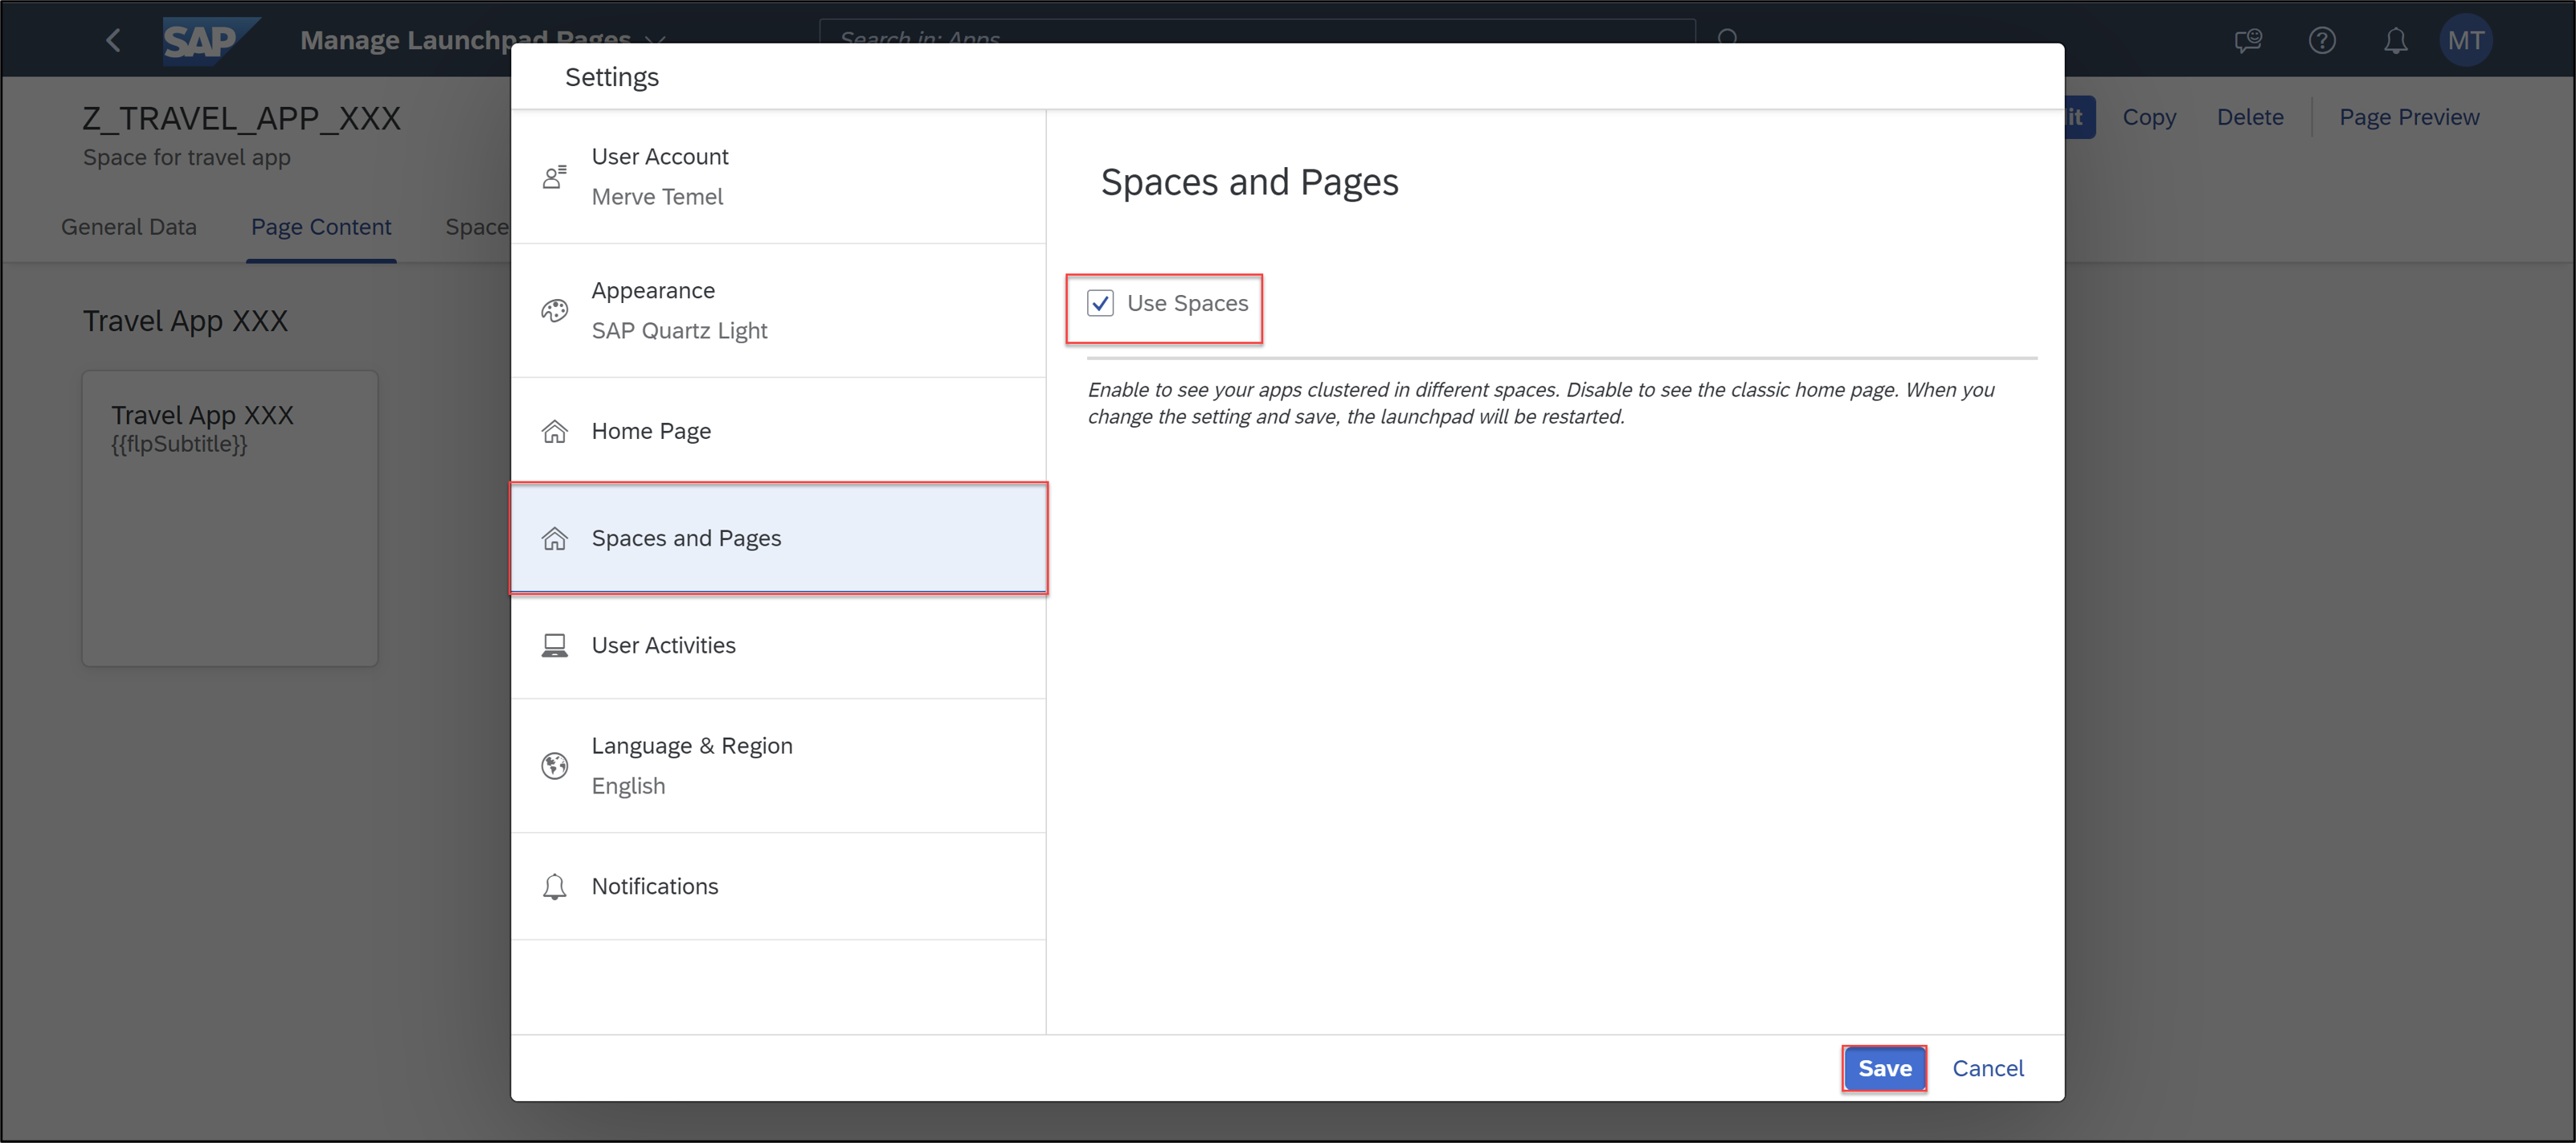 SAP
Manage Launchpad Pages
Search in: Apps
MT
Z_TRAVEL_APP_XXX
Space for travel app
Copy
Delete
Page Preview
General Data
Page Content
Space
Travel App XXX
Travel App XXX
{{flpSubtitle}}
Settings
User Account
Merve Temel
Appearance
SAP Quartz Light
Home Page
Spaces and Pages
User Activities
Language & Region
English
Notifications
Spaces and Pages
Use Spaces
Enable to see your apps clustered in different spaces. Disable to see the classic home page. When you
change the setting and save, the launchpad will be restarted.
Save
Cancel